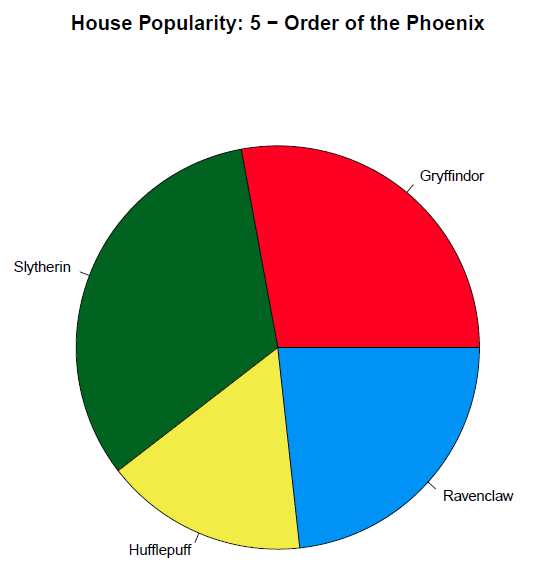 House Popularity: 5 − Order of the Phoenix
Gryffindor
Slytherin
Ravenclaw
Hufflepuff